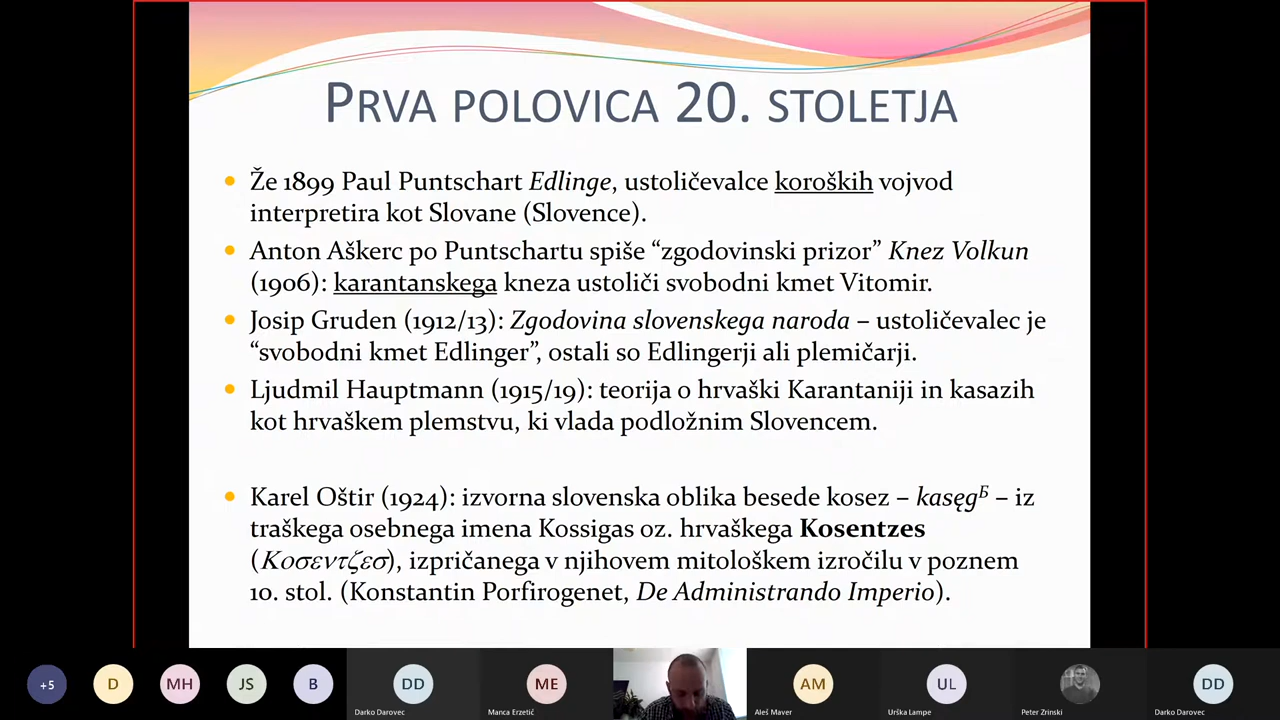 PRVA POLOVICA 20. STOLETJA
• Že 1899 Paul Puntschart Edlinge, ustoličevalce koroških vojvod
interpretira kot Slovane (Slovence).
• Anton Aškerc po Puntschartu spiše “zgodovinski prizor” Knez Volkun
(1906): karantanskega kneza ustoliči svobodni kmet Vitomir.
• Josip Gruden (1912/13): Zgodovina slovenskega naroda – ustoličevalec je
“svobodni kmet Edlinger”, ostali so Edlingerji ali plemičarji.
• Ljudmil Hauptmann (1915/19): teorija o hrvaški Karantaniji in kasazih
kot hrvaškem plemstvu, ki vlada podložnim Slovencem.
• Karel Oštir (1924): izvorna slovenska oblika besede kosez – kasęgᴮ – iz
traškega osebnega imena Kossigas oz. hrvaškega Kosentzes
(Κοσεντζεσ), izpričanega v njihovem mitološkem izročilu v poznem
10. stol. (Konstantin Porfirogenet, De Administrando Imperio).
+5 D MH JS B DD ME AM UL DD
Darko Darovec Manca Erzetić Aleš Maver Urška Lampe Peter Zrinski Darko Darovec